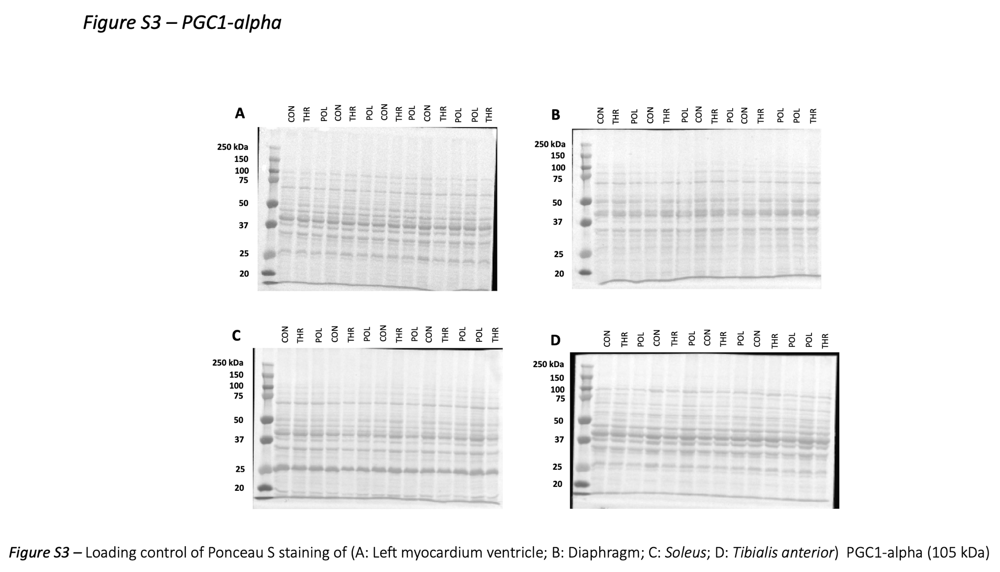 Figure S3 – PGC1-alpha
A
CON THR POL CON THR POL CON THR POL CON THR POL POL THR
250 kDa
150
100
75
50
37
25
20
B
CON THR POL CON THR POL CON THR POL CON THR POL POL THR
250 kDa
150
100
75
50
37
25
20
C
CON THR POL CON THR POL CON THR POL CON THR POL POL THR
250 kDa
150
100
75
50
37
25
20
D
CON THR POL CON THR POL CON THR POL CON THR POL POL THR
250 kDa
150
100
75
50
37
25
20
Figure S3 – Loading control of Ponceau S staining of (A: Left myocardium ventricle; B: Diaphragm; C: Soleus; D: Tibialis anterior) PGC1-alpha (105 kDa)